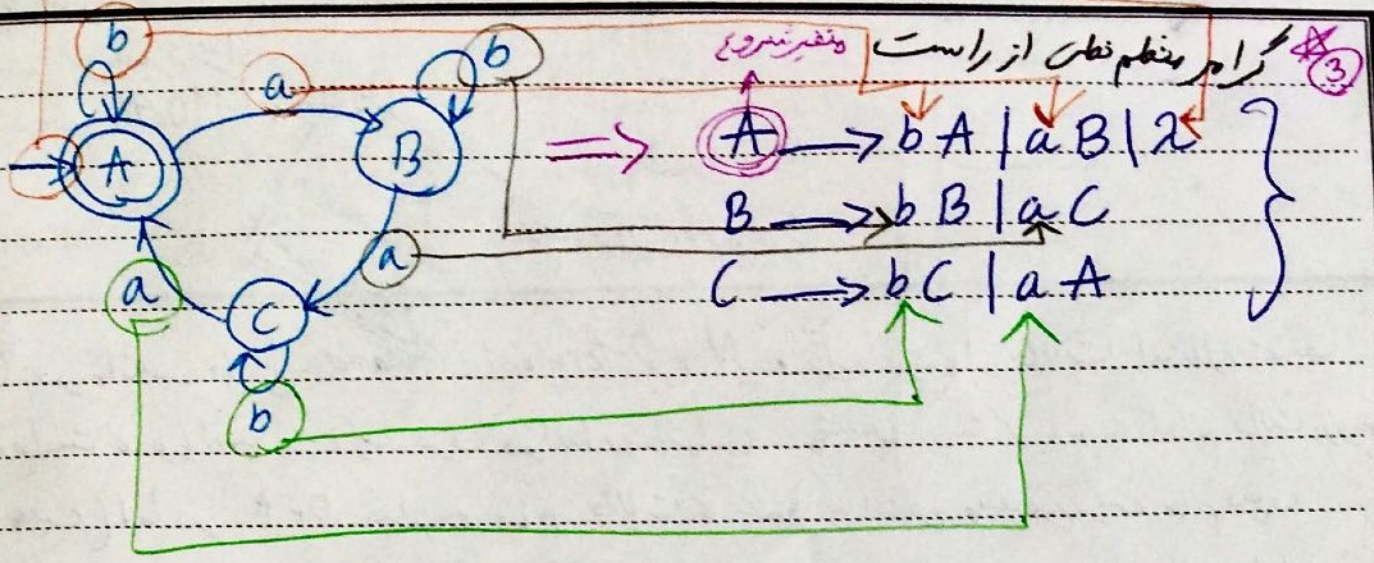 3 گرامر منظم خطی از راست
متغیر شروع
A → bA | aB | λ
B → bB | aC
C → bC | aA
b
a
b
A
B
a
a
C
b